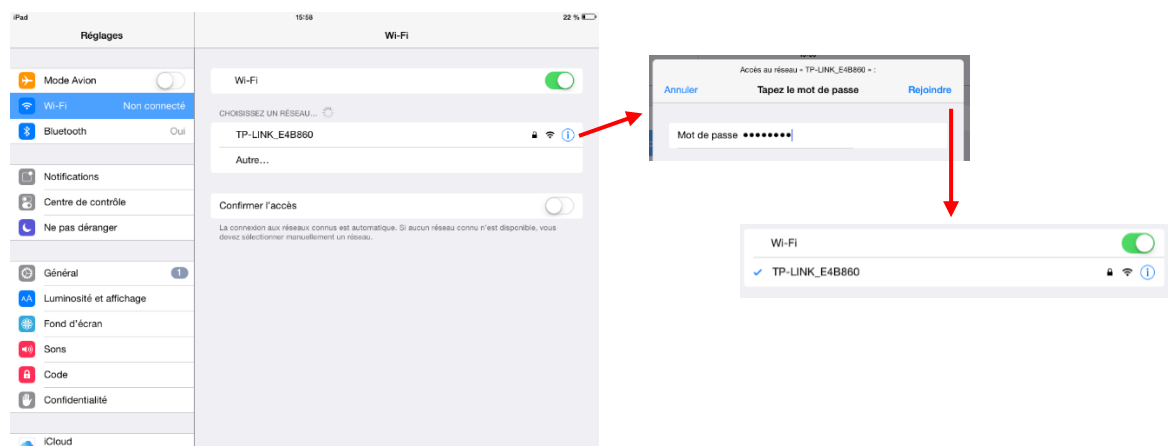 iPad
15:58
22 %
Réglages
Wi-Fi
Mode Avion
Wi-Fi Non connecté
Bluetooth Oui
Notifications
Centre de contrôle
Ne pas déranger
Général 1
AA Luminosité et affichage
Fond d'écran
Sons
Code
Confidentialité
iCloud
Wi-Fi
CHOISISSEZ UN RÉSEAU...
TP-LINK_E4B860
Autre...
Confirmer l'accès
La connexion aux réseaux connus est automatique. Si aucun réseau connu n'est disponible, vous
devez sélectionner manuellement un réseau.
Accès au réseau « TP-LINK_E4B860 » :
Annuler Tapez le mot de passe Rejoindre
Mot de passe ••••••••
Wi-Fi
TP-LINK_E4B860